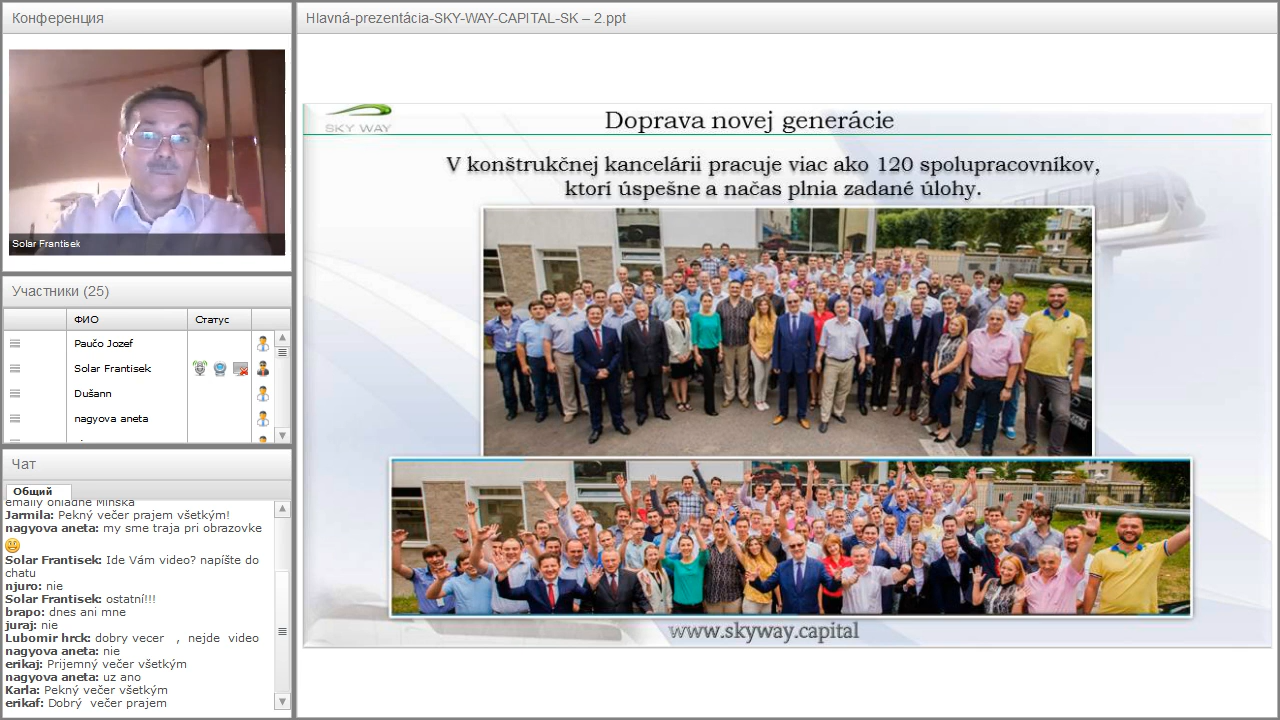 Конференция
Solar Frantisek
Участники (25)
ФИО
Статус
Paučo Jozef
Solar Frantisek
Dušann
nagyova aneta
Чат
Общий
emaily ohľadne Minska
Jarmila: Pekný večer prajem všetkým!
nagyova aneta: my sme traja pri obrazovke
Solar Frantisek: Ide Vám video? napíšte do
chatu
njuro: nie
Solar Frantisek: ostatní!!!
brapo: dnes ani mne
juraj: nie
Lubomir hrck: dobry vecer , nejde video
nagyova aneta: nie
erikaj: Prijemný večer všetkým
nagyova aneta: uz ano
Karla: Pekný večer všetkým
erikaf: Dobrý večer prajem
Hlavná-prezentácia-SKY-WAY-CAPITAL-SK – 2.ppt
SKY WAY
Doprava novej generácie
V konštrukčnej kancelárii pracuje viac ako 120 spolupracovníkov,
ktorí úspešne a načas plnia zadané úlohy.
www.skyway.capital